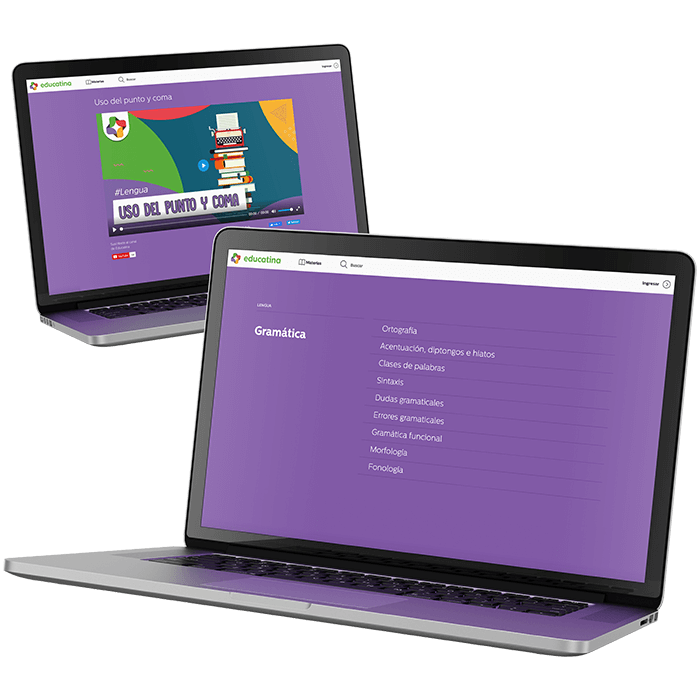 educatina
Materias
Buscar
Ingresar
Uso del punto y coma
#Lengua
USO DEL PUNTO Y COMA
YouTube
educatina
Materias
Buscar
Ingresar
LENGUA
Gramática
Ortografía
Acentuación, diptongos e hiatos
Clases de palabras
Sintaxis
Dudas gramaticales
Errores gramaticales
Gramática funcional
Morfología
Fonología